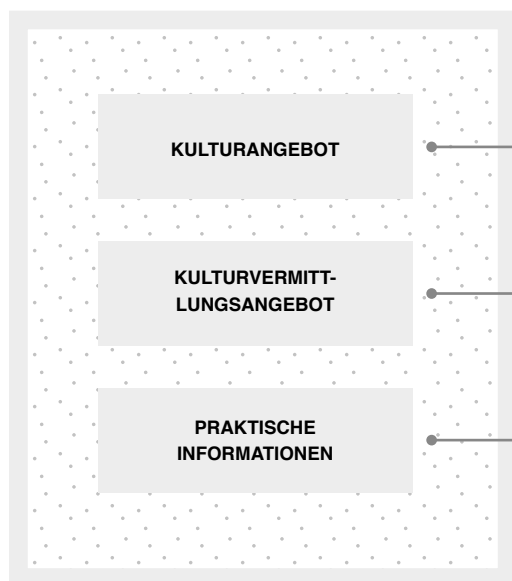 KULTURANGEBOT
KULTURVERMITT-
LUNGSANGEBOT
PRAKTISCHE
INFORMATIONEN